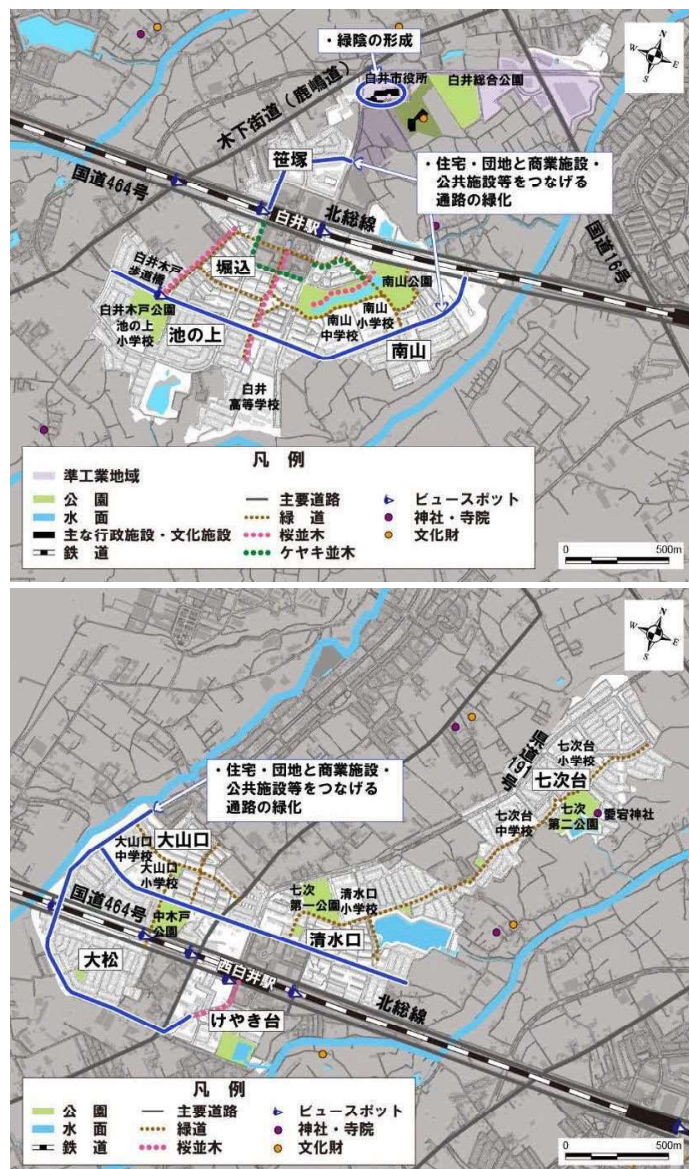 ・緑陰の形成
白井市役所
白井総合公園
木下街道（鹿嶋道）
笹塚
・住宅・団地と商業施設・
公共施設等をつなげる
通路の緑化
国道464号
白井駅
北総線
国道16号
白井木戸
歩道橋
堀込
南山公園
白井木戸公園
池の上
小学校
池の上
南山
中学校
南山
小学校
南山
白井
高等学校
凡 例
準工業地域
公 園
水 面
主な行政施設・文化施設
鉄 道
主要道路
緑 道
桜並木
ケヤキ並木
ビュースポット
神社・寺院
文化財
N
W
E
S
0
500m
N
W
E
S
・住宅・団地と商業施設・
公共施設等をつなげる
通路の緑化
県道191号
七次台
小学校
七次台
七次台
中学校
七次
第二公園
愛宕神社
大山口
大山口
中学校
大山口
小学校
国道464号
中木戸
公園
七次
第一公園
清水口
小学校
清水口
大松
西白井駅
北総線
けやき台
凡 例
公 園
水 面
鉄 道
主要道路
緑道
桜並木
ビュースポット
神社・寺院
文化財
0
500m